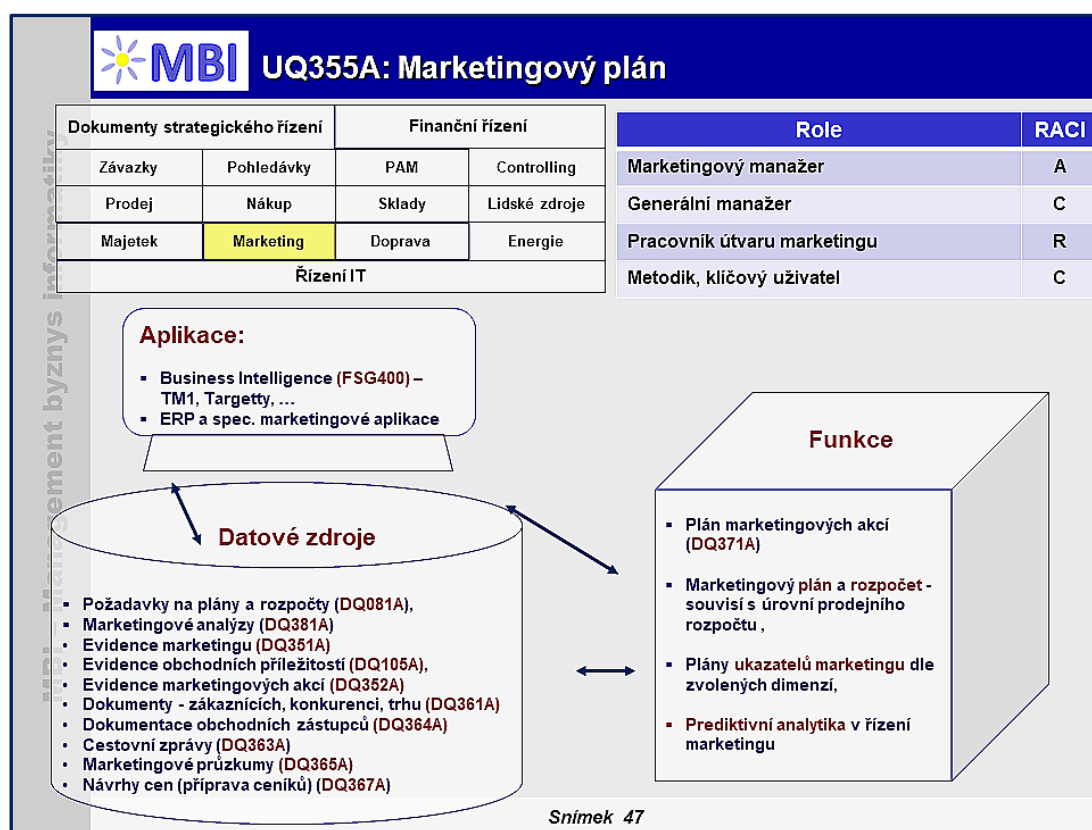 MBI UQ355A: Marketingový plán
MBI – Management byznys informatiky
Dokumenty strategického řízení Finanční řízení
Závazky Pohledávky PAM Controlling
Prodej Nákup Sklady Lidské zdroje
Majetek Marketing Doprava Energie
Řízení IT
Role RACI
Marketingový manažer A
Generální manažer C
Pracovník útvaru marketingu R
Metodik, klíčový uživatel C
Aplikace:
▪ Business Intelligence (FSG400) –
TM1, Targetty, …
▪ ERP a spec. marketingové aplikace
Datové zdroje
▪ Požadavky na plány a rozpočty (DQ081A),
▪ Marketingové analýzy (DQ381A)
• Evidence marketingu (DQ351A)
• Evidence obchodních příležitostí (DQ105A),
• Evidence marketingových akcí (DQ352A)
• Dokumenty - zákaznících, konkurenci, trhu (DQ361A)
• Dokumentace obchodních zástupců (DQ364A)
• Cestovní zprávy (DQ363A)
• Marketingové průzkumy (DQ365A)
• Návrhy cen (příprava ceníků) (DQ367A)
Funkce
▪ Plán marketingových akcí
(DQ371A)
▪ Marketingový plán a rozpočet -
souvisí s úrovní prodejního
rozpočtu ,
▪ Plány ukazatelů marketingu dle
zvolených dimenzí,
▪ Prediktivní analytika v řízení
marketingu
Snímek 47